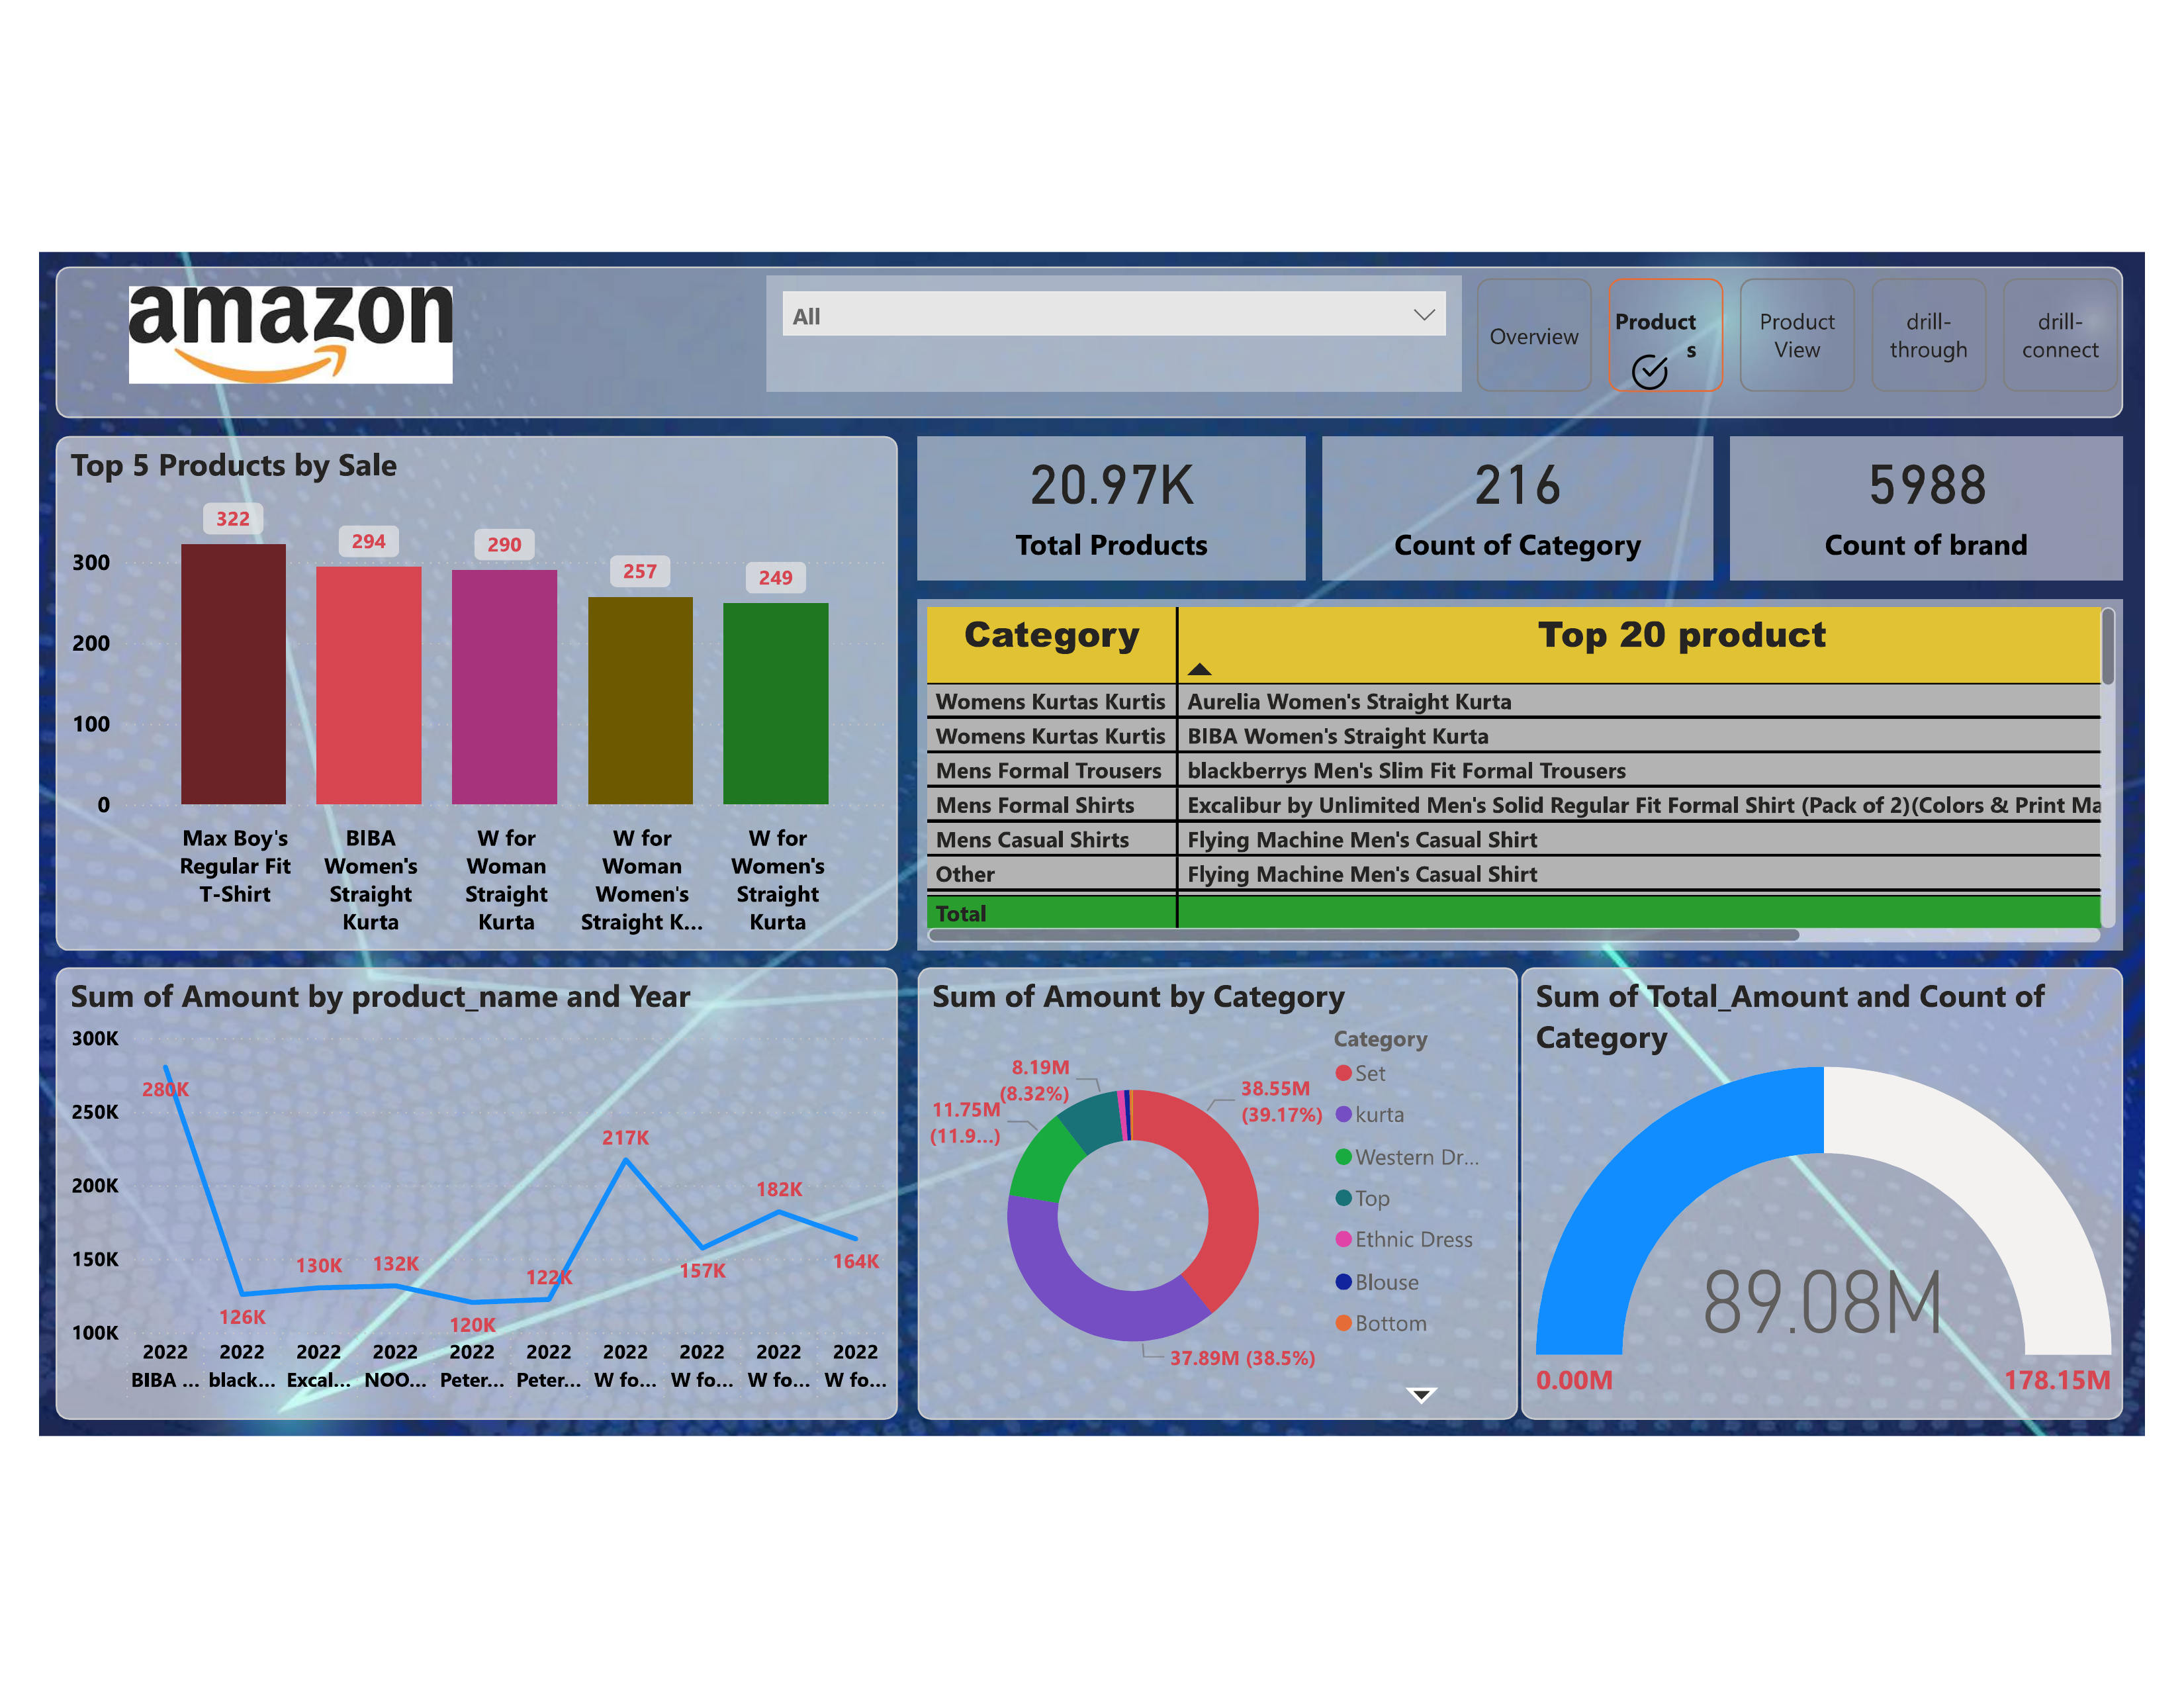 amazon
All
Overview
Product
s
Product
View
drill-
through
drill-
connect
Top 5 Products by Sale
322
294
290
257
249
300
200
100
0
Max Boy's
Regular Fit
T-Shirt
BIBA
Women's
Straight
Kurta
W for
Woman
Straight
Kurta
W for
Woman
Women's
Straight K...
W for
Women's
Straight
Kurta
20.97K
Total Products
216
Count of Category
5988
Count of brand
Category Top 20 product
Womens Kurtas Kurtis Aurelia Women's Straight Kurta
Womens Kurtas Kurtis BIBA Women's Straight Kurta
Mens Formal Trousers blackberrys Men's Slim Fit Formal Trousers
Mens Formal Shirts Excalibur by Unlimited Men's Solid Regular Fit Formal Shirt (Pack of 2)(Colors & Print Ma
Mens Casual Shirts Flying Machine Men's Casual Shirt
Other Flying Machine Men's Casual Shirt
Total
Sum of Amount by product_name and Year
300K
250K
200K
150K
100K
280K
126K
130K
132K
120K
122K
217K
157K
182K
164K
2022 2022 2022 2022 2022 2022 2022 2022 2022 2022
BIBA ... black... Excal... NOO... Peter... Peter... W fo... W fo... W fo... W fo...
Sum of Amount by Category
8.19M
(8.32%)
11.75M
(11.9...)
38.55M
(39.17%)
37.89M (38.5%)
Category
Set
kurta
Western Dr...
Top
Ethnic Dress
Blouse
Bottom
Sum of Total_Amount and Count of
Category
89.08M
0.00M
178.15M